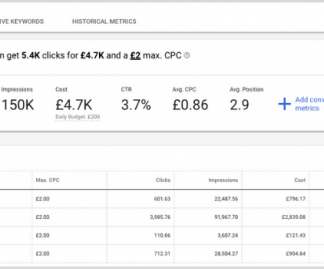 IVE KEYWORDS HISTORICAL METRICS
n get 5.4K clicks for £4.7K and a £2 max. CPC
Impressions Cost CTR Avg. CPC Avg. Position
150K £4.7K 3.7% £0.86 2.9 + Add conv
metrics
Daily Budget: £200
Max. CPC Clicks Impressions Cost
£2.00 601.63 22,487.56 £796.17
£2.00 3,985.76 91,967.78 £2,839.08
£2.00 110.86 3,687.24 £121.43
£2.00 712.31 28,504.27 £904.84